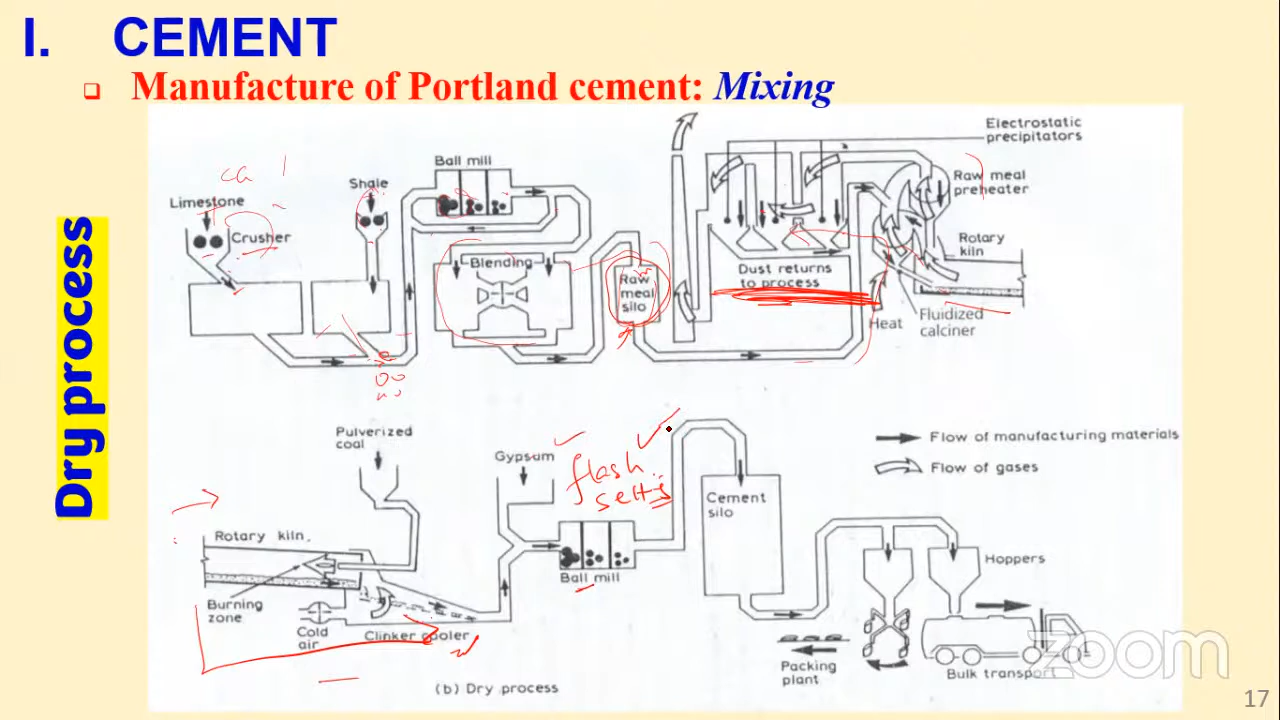 I. CEMENT
❑ Manufacture of Portland cement: Mixing
Dry process
Electrostatic
precipitators
Ball mill
Raw meal
preheater
Shale
Limestone
Crusher
Rotary
kiln
Blending
Raw
meal
silo
Dust returns
to process
Heat
Fluidized
calciner
Pulverized
coal
Gypsum
flash
Flow of manufacturing materials
Flow of gases
Cement
silo
Rotary kiln
Hoppers
Ball mill
Burning
zone
Cold
air
Clinker cooler
Packing
plant
Bulk transport
zoom
(b) Dry process
17